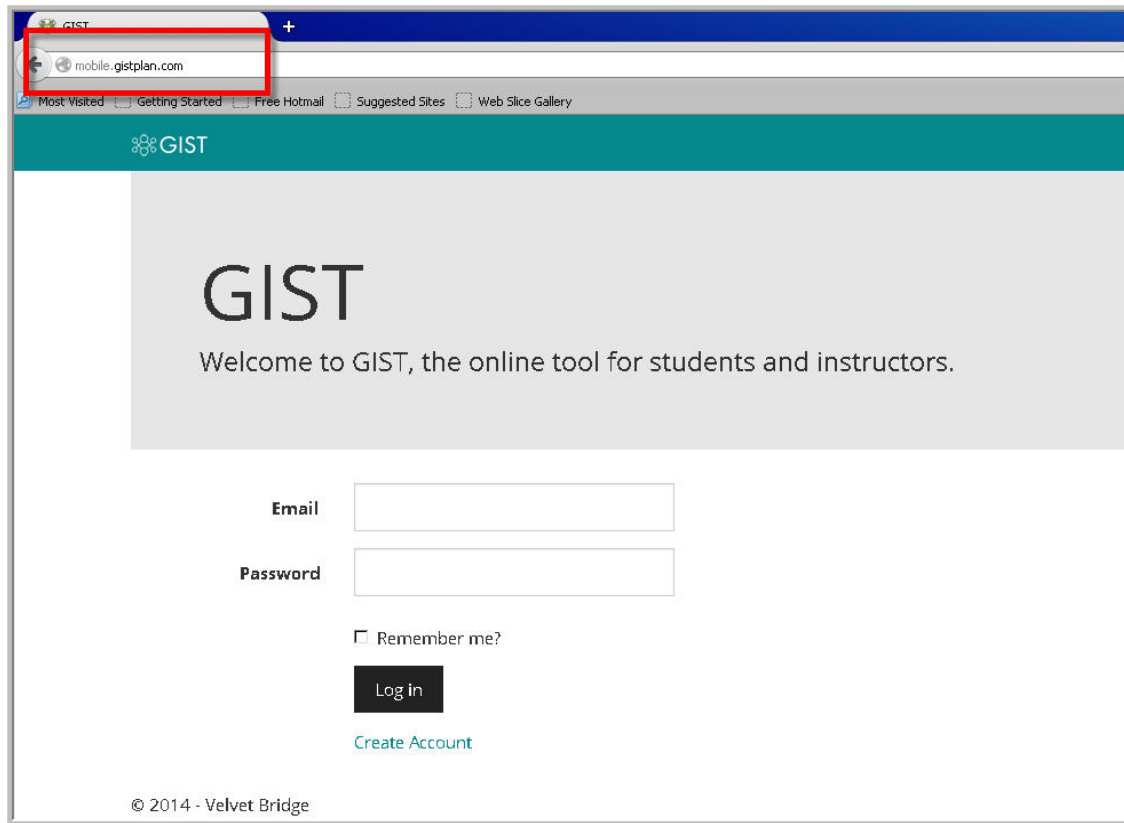 GIST +
mobile.gistplan.com
Most Visited Getting Started Free Hotmail Suggested Sites Web Slice Gallery
GIST
GIST
Welcome to GIST, the online tool for students and instructors.
Email
Password
Remember me?
Log in
Create Account
© 2014 - Velvet Bridge